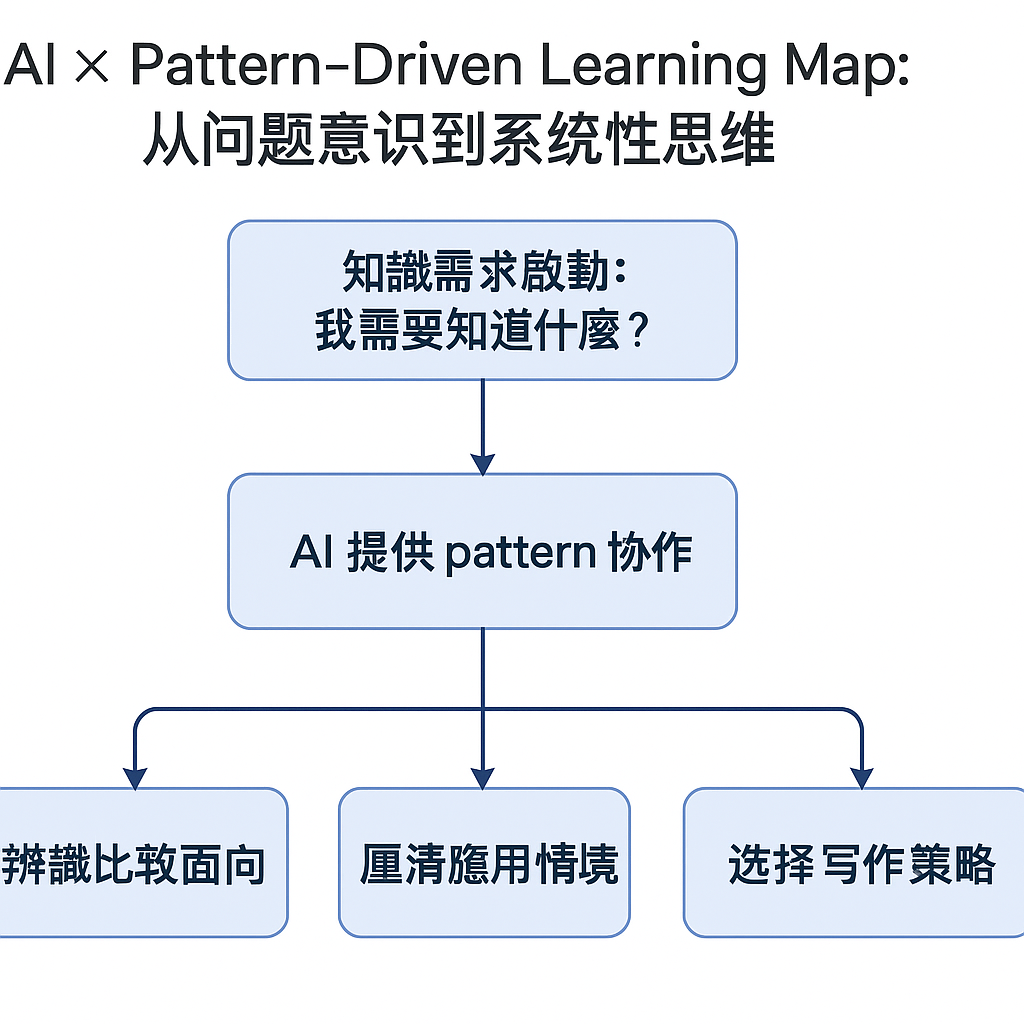 AI × Pattern-Driven Learning Map:
从问题意识到系统性思维
知識需求啟動：
我需要知道什麼？
AI 提供 pattern 协作
辨識比較面向
厘清應用情境
选择写作策略